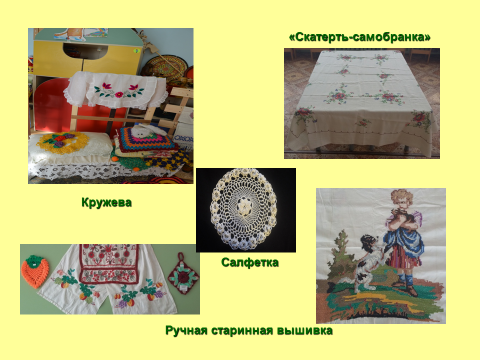 «Скатерть-самобранка»
Кружева
Салфетка
Ручная старинная вышивка